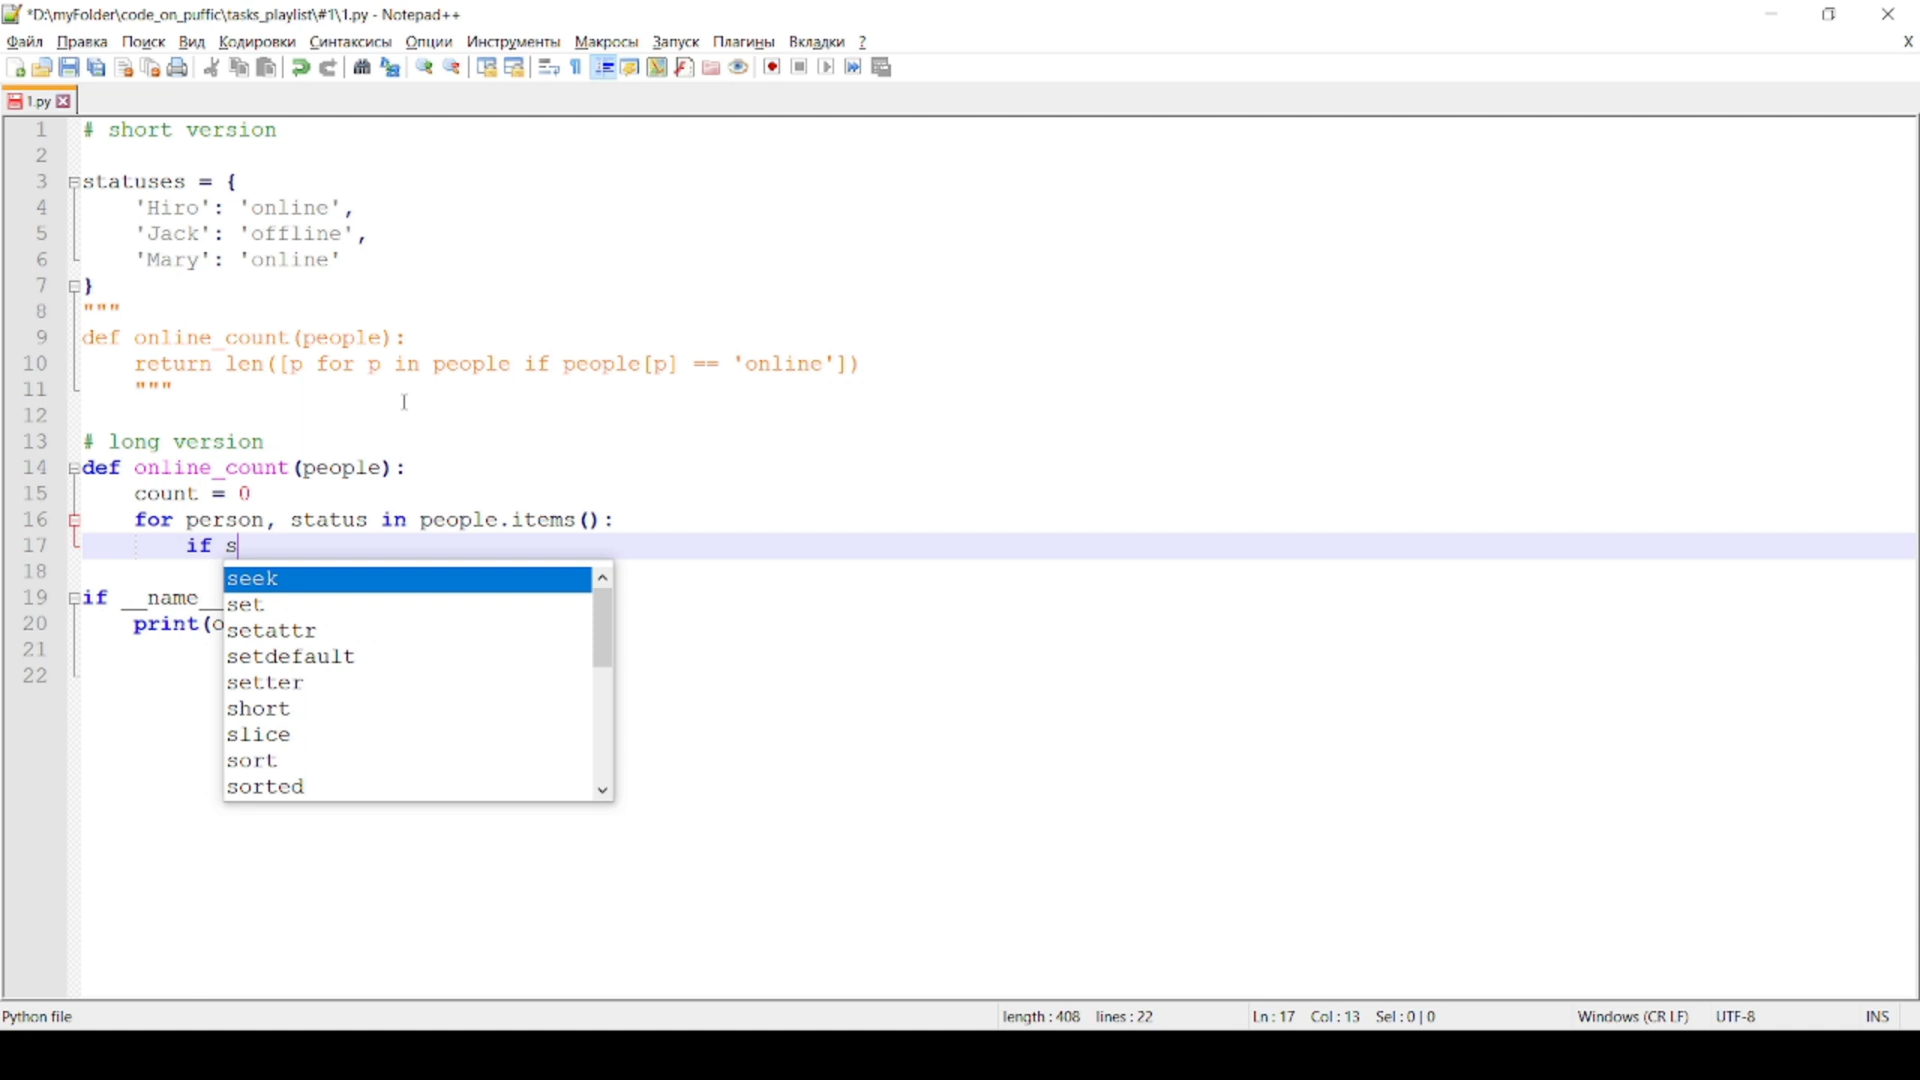 *D:\myFolder\code_on_puffic\tasks_playlist\#1\1.py - Notepad++
Файл Правка Поиск Вид Кодировки Синтаксисы Опции Инструменты Макросы Запуск Плагины Вкладки ? X
1.py
1 # short version
2
3 statuses = {
4 'Hiro': 'online',
5 'Jack': 'offline',
6 'Mary': 'online'
7 }
8 """
9 def online_count(people):
10 return len([p for p in people if people[p] == 'online'])
11 """
12
13 # long version
14 def online_count(people):
15 count = 0
16 for person, status in people.items():
17 if s
18 seek
19 if __name__ set
20 print(o setattr
21 setdefault
22 setter
short
slice
sort
sorted
Python file length : 408 lines : 22 Ln : 17 Col : 13 Sel : 0 | 0 Windows (CR LF) UTF-8 INS